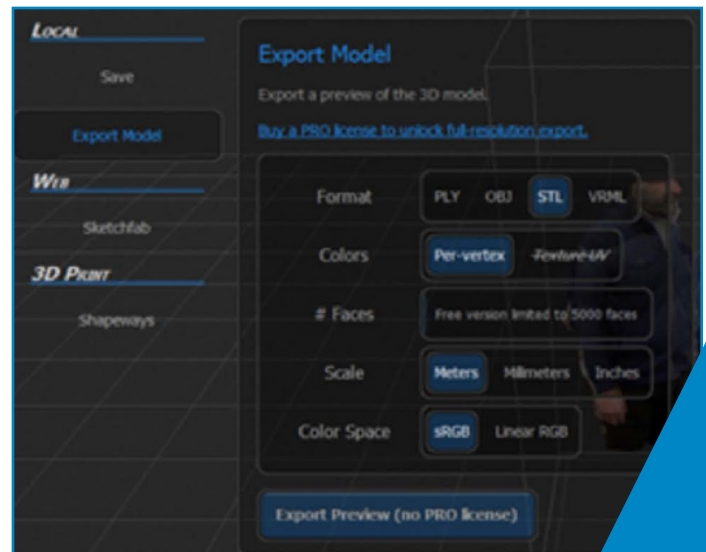 LOCAL
Save
Export Model
WEB
Sketchfab
3D PRINT
Shapeways
Export Model
Export a preview of the 3D model.
Buy a PRO license to unlock full-resolution export.
Format PLY OBJ STL VRML
Colors Per-vertex Texture UV
# Faces Free version limited to 5000 faces
Scale Meters Millimeters Inches
Color Space sRGB Linear RGB
Export Preview (no PRO license)